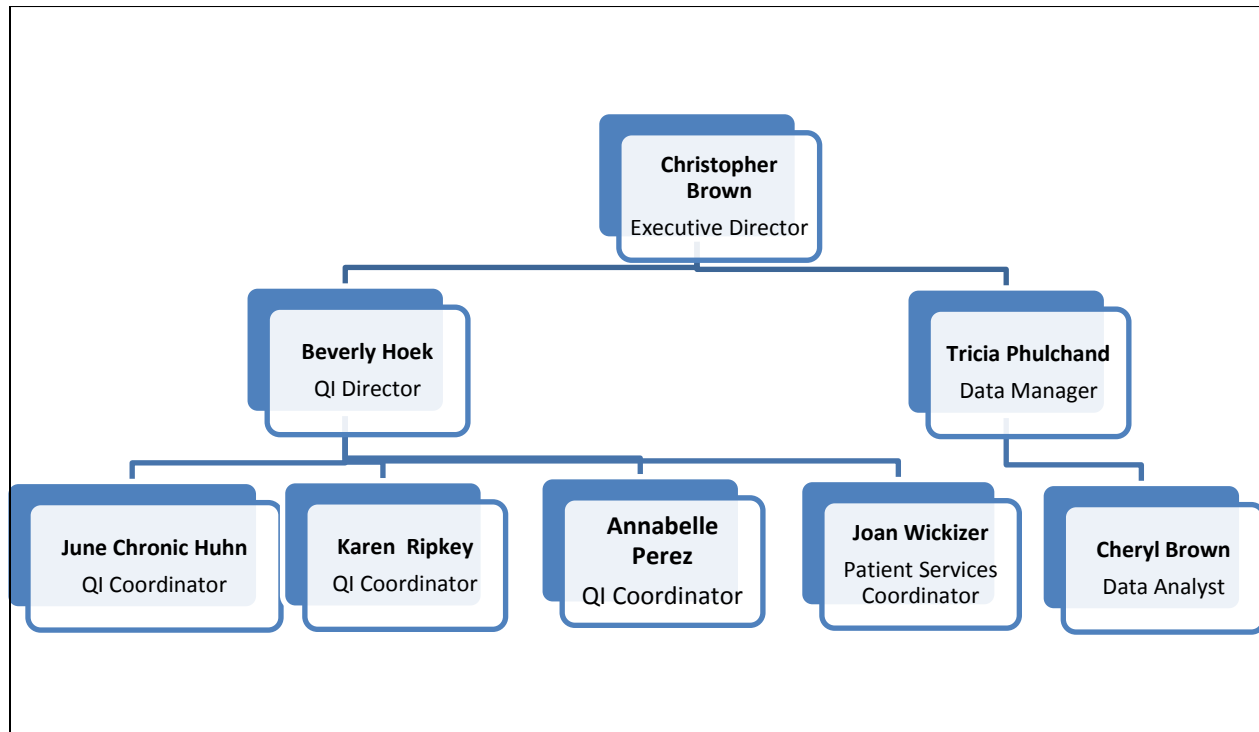 Christopher
Brown
Executive Director
Beverly Hoek
QI Director
Tricia Phulchand
Data Manager
June Chronic Huhn
QI Coordinator
Karen Ripkey
QI Coordinator
Annabelle
Perez
QI Coordinator
Joan Wickizer
Patient Services
Coordinator
Cheryl Brown
Data Analyst